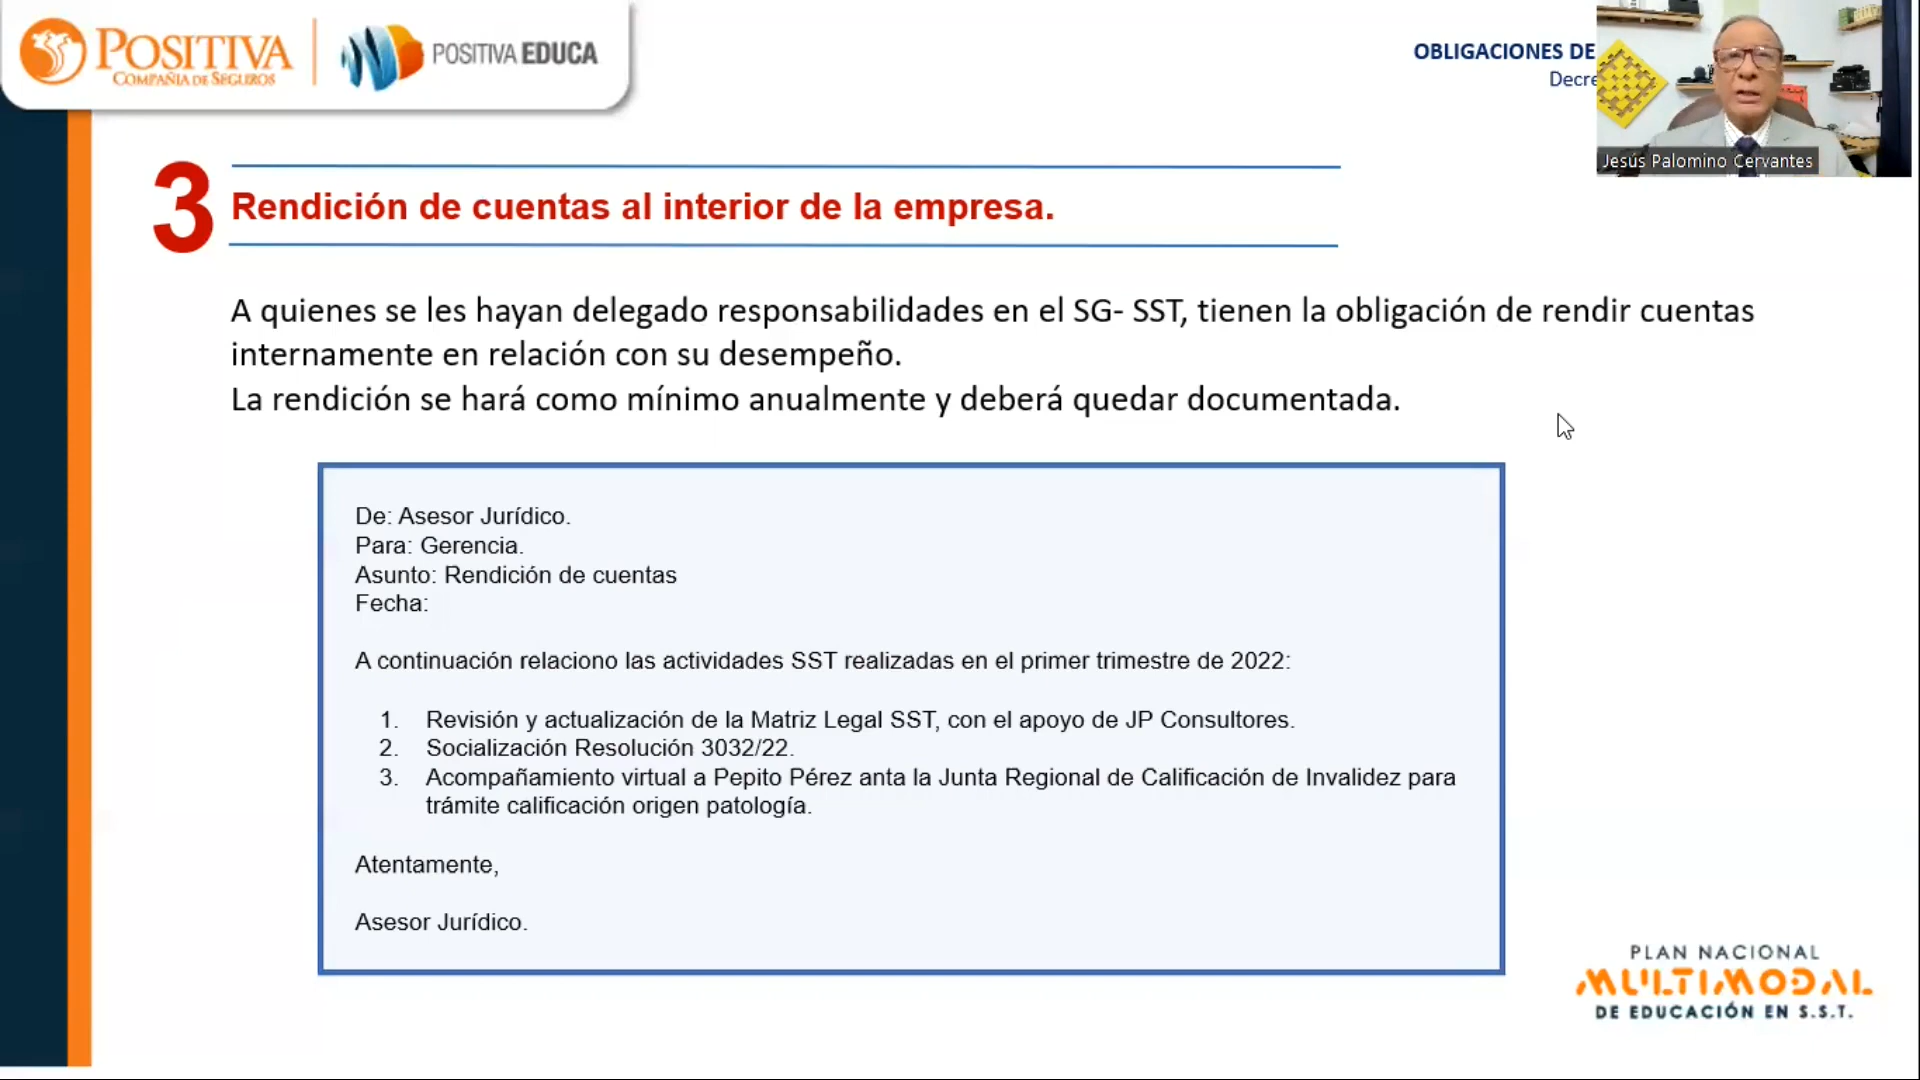 POSITIVA
COMPAÑÍA DE SEGUROS
POSITIVA EDUCA
OBLIGACIONES DE
Jesús Palomino Cervantes
3
Rendición de cuentas al interior de la empresa.
A quienes se les hayan delegado responsabilidades en el SG- SST, tienen la obligación de rendir cuentas
internamente en relación con su desempeño.
La rendición se hará como mínimo anualmente y deberá quedar documentada.
De: Asesor Jurídico.
Para: Gerencia.
Asunto: Rendición de cuentas
Fecha:
A continuación relaciono las actividades SST realizadas en el primer trimestre de 2022:
1. Revisión y actualización de la Matriz Legal SST, con el apoyo de JP Consultores.
2. Socialización Resolución 3032/22.
3. Acompañamiento virtual a Pepito Pérez anta la Junta Regional de Calificación de Invalidez para
trámite calificación origen patología.
Atentamente,
Asesor Jurídico.
PLAN NACIONAL
MULTIMODAL
DE EDUCACIÓN EN S.S.T.